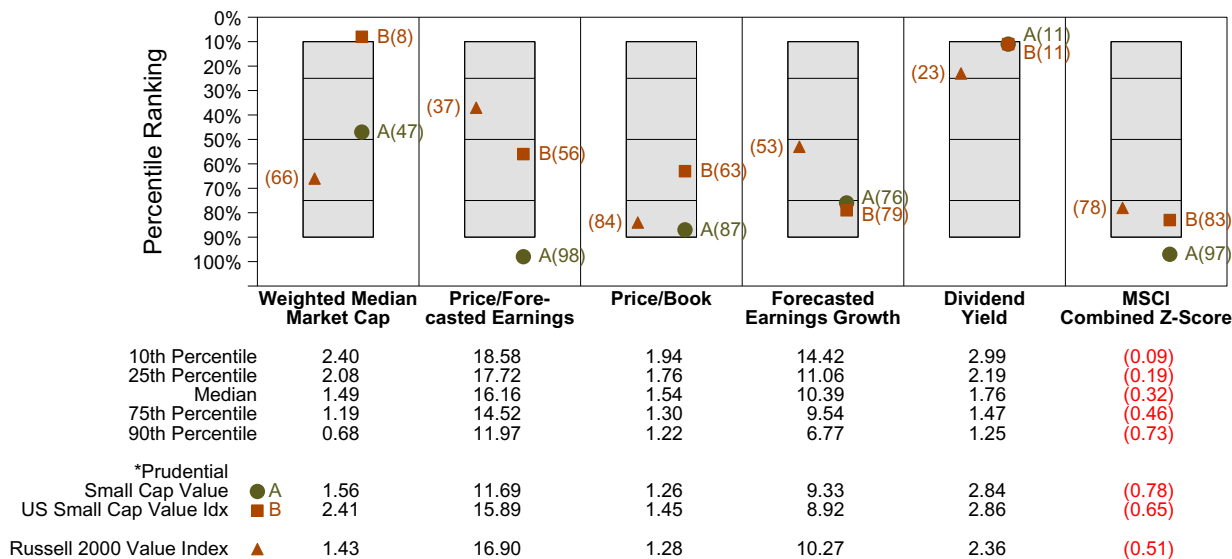 Percentile Ranking
0%
10%
20%
30%
40%
50%
60%
70%
80%
90%
100%
(66)
B(8)
A(47)
(37)
B(56)
A(98)
(84)
B(63)
A(87)
(53)
A(76)
B(79)
(23)
A(11)
B(11)
(78)
B(83)
A(97)
Weighted Median Market Cap
Price/Fore-
casted Earnings
Price/Book
Forecasted
Earnings Growth
Dividend
Yield
MSCI
Combined Z-Score
10th Percentile 2.40 18.58 1.94 14.42 2.99 (0.09)
25th Percentile 2.08 17.72 1.76 11.06 2.19 (0.19)
Median 1.49 16.16 1.54 10.39 1.76 (0.32)
75th Percentile 1.19 14.52 1.30 9.54 1.47 (0.46)
90th Percentile 0.68 11.97 1.22 6.77 1.25 (0.73)
*Prudential
Small Cap Value A 1.56 11.69 1.26 9.33 2.84 (0.78)
US Small Cap Value Idx B 2.41 15.89 1.45 8.92 2.86 (0.65)
Russell 2000 Value Index 1.43 16.90 1.28 10.27 2.36 (0.51)